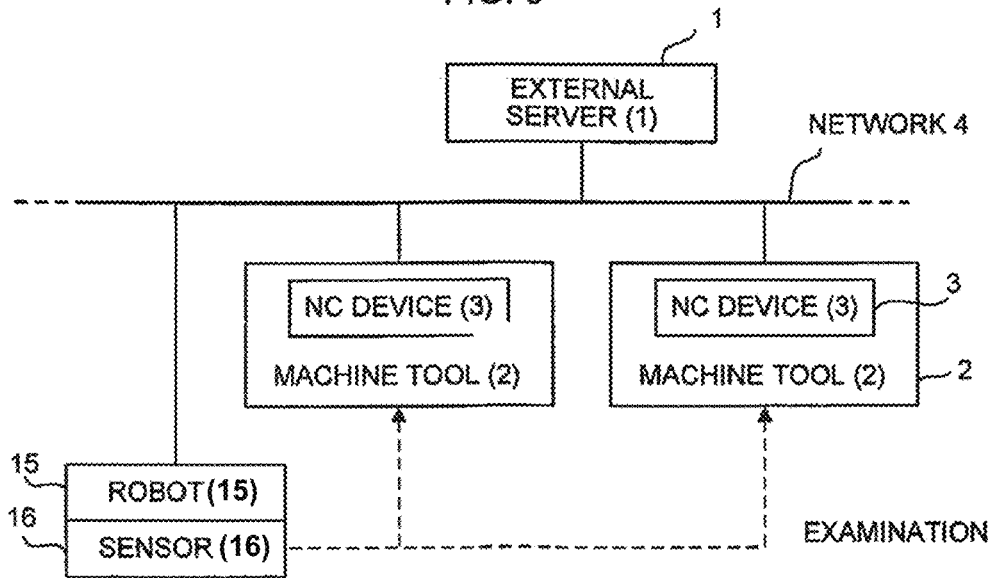 1
EXTERNAL
SERVER (1)
NETWORK 4
NC DEVICE (3)
NC DEVICE (3)
3
MACHINE TOOL (2)
MACHINE TOOL (2)
2
15
ROBOT(15)
16
SENSOR(16)
EXAMINATION